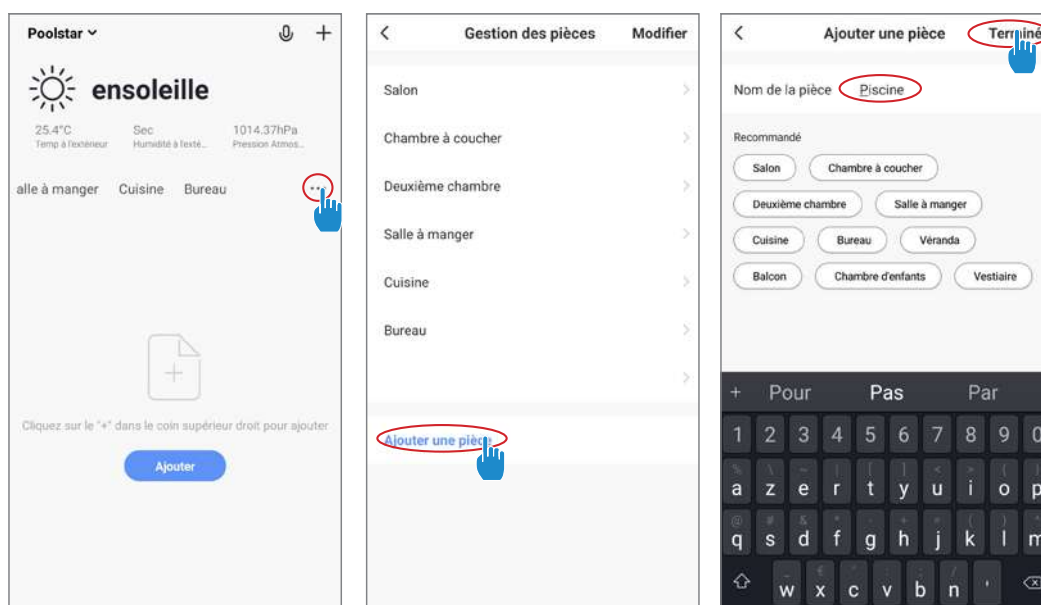 Poolstar
+
ensoleille
25.4°C Sec 1014.37hPa
Temp à l'extérieur Humidité à l'exté... Pression Atmos...
alle à manger Cuisine Bureau
Cliquez sur le "+" dans le coin supérieur droit pour ajouter
Ajouter
Gestion des pièces Modifier
Salon
Chambre à coucher
Deuxième chambre
Salle à manger
Cuisine
Bureau
Ajouter une pièce
Ajouter une pièce Terminé
Nom de la pièce Piscine
Recommandé
Salon Chambre à coucher
Deuxième chambre Salle à manger
Cuisine Bureau Véranda
Balcon Chambre d'enfants Vestiaire
+ Pour Pas Par
1 2 3 4 5 6 7 8 9 0
a z e r t y u i o p
q s d f g h j k l m
w x c v b n '